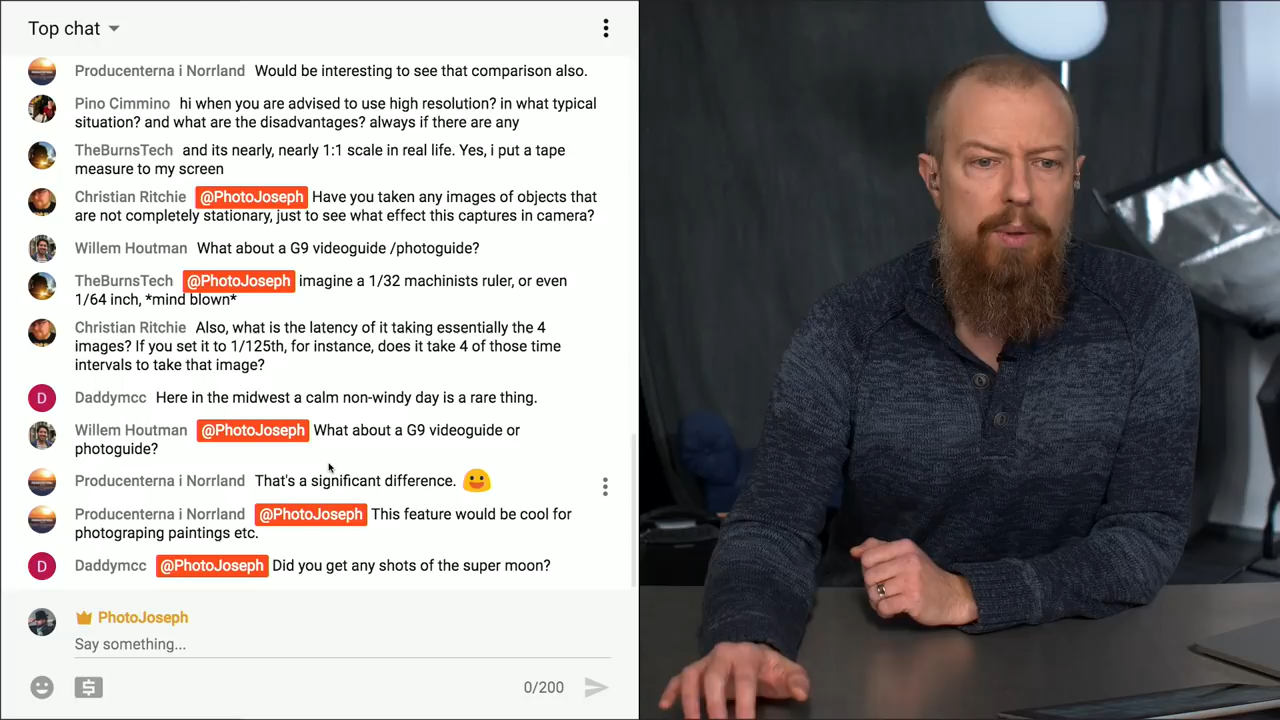 Top chat
Producenterna i Norrland Would be interesting to see that comparison also.
Pino Cimmino hi when you are advised to use high resolution? in what typical
situation? and what are the disadvantages? always if there are any
TheBurnsTech and its nearly, nearly 1:1 scale in real life. Yes, i put a tape
measure to my screen
Christian Ritchie @PhotoJoseph Have you taken any images of objects that
are not completely stationary, just to see what effect this captures in camera?
Willem Houtman What about a G9 videoguide /photoguide?
TheBurnsTech @PhotoJoseph imagine a 1/32 machinists ruler, or even
1/64 inch, *mind blown*
Christian Ritchie Also, what is the latency of it taking essentially the 4
images? If you set it to 1/125th, for instance, does it take 4 of those time
intervals to take that image?
D Daddymcc Here in the midwest a calm non-windy day is a rare thing.
Willem Houtman @PhotoJoseph What about a G9 videoguide or
photoguide?
Producenterna i Norrland That's a significant difference. 😀
Producenterna i Norrland @PhotoJoseph This feature would be cool for
photograping paintings etc.
D Daddymcc @PhotoJoseph Did you get any shots of the super moon?
PhotoJoseph
Say something...
0/200